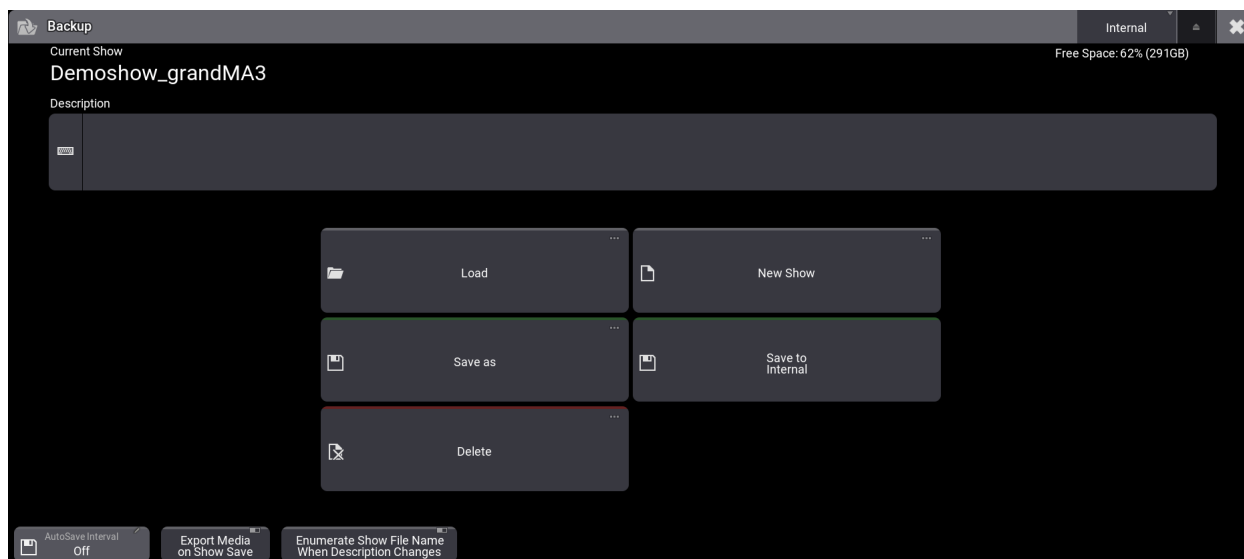 Backup
Internal
Current Show
Free Space: 62% (291GB)
Demoshow_grandMA3
Description
Load
New Show
Save as
Save to
Internal
Delete
AutoSave Interval
Off
Export Media
on Show Save
Enumerate Show File Name
When Description Changes